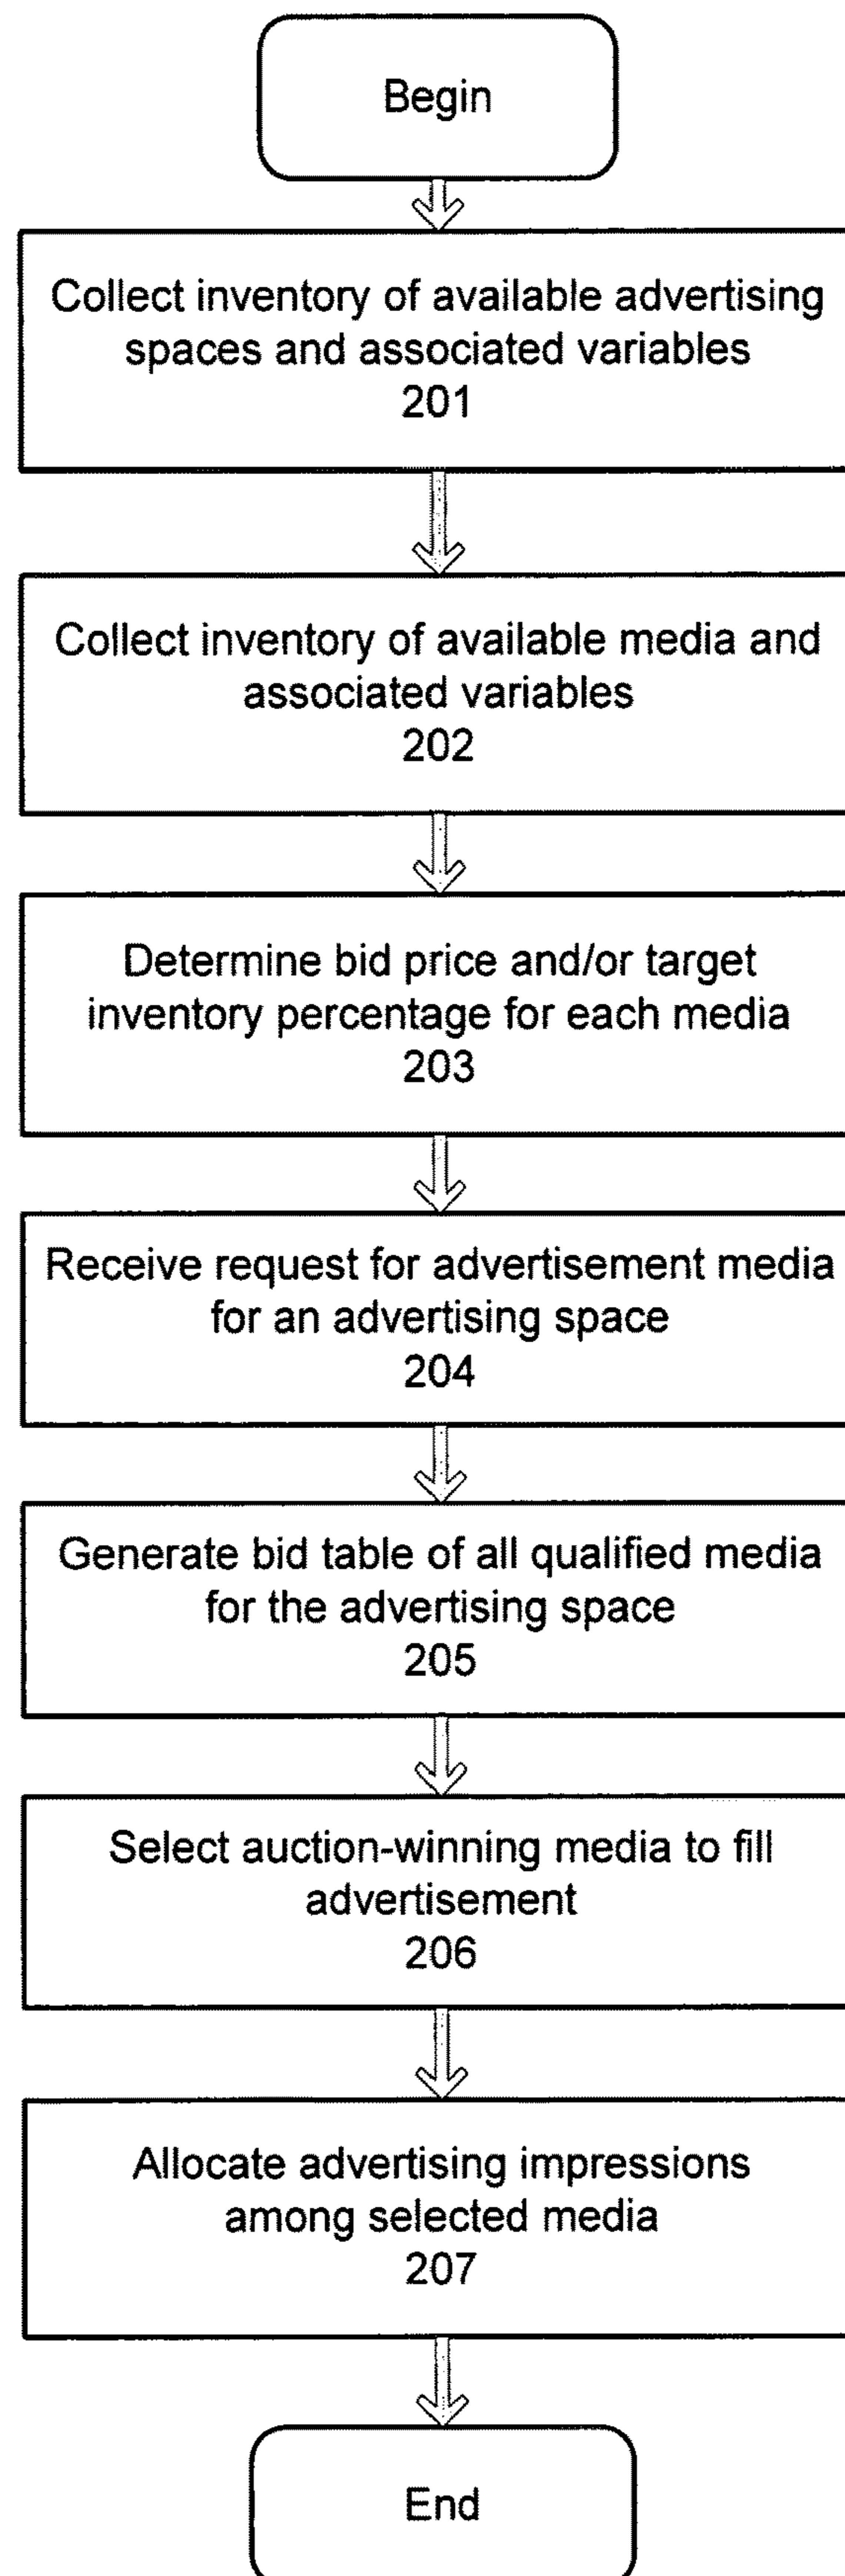 Begin
Collect inventory of available advertising
spaces and associated variables
201
Collect inventory of available media and
associated variables
202
Determine bid price and/or target
inventory percentage for each media
203
Receive request for advertisement media
for an advertising space
204
Generate bid table of all qualified media
for the advertising space
205
Select auction-winning media to fill
advertisement
206
Allocate advertising impressions
among selected media
207
End